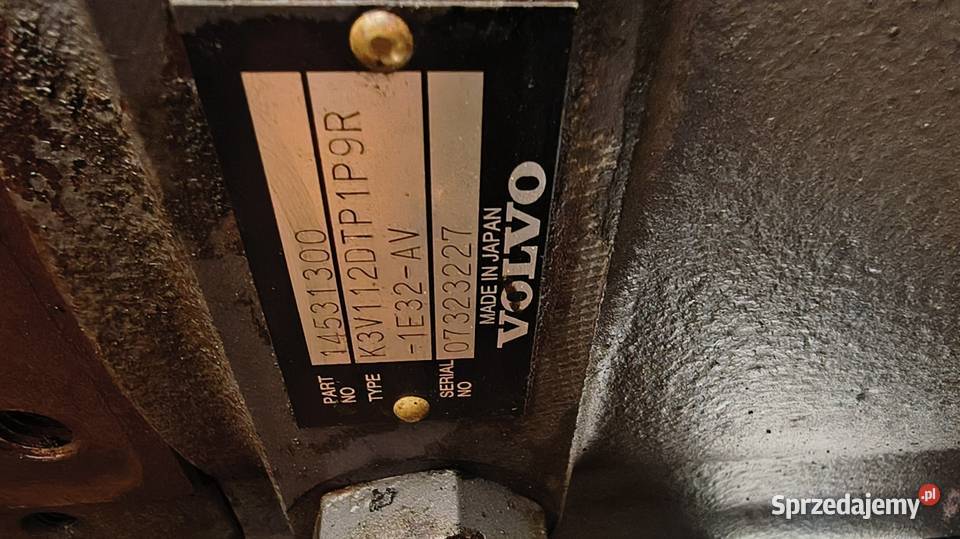 PART NO 14531300
TYPE K3V112DTP1P9R
-1E32-AV
SERIAL NO 07323227
MADE IN JAPAN
VOLVO
Sprzedajemy.pl